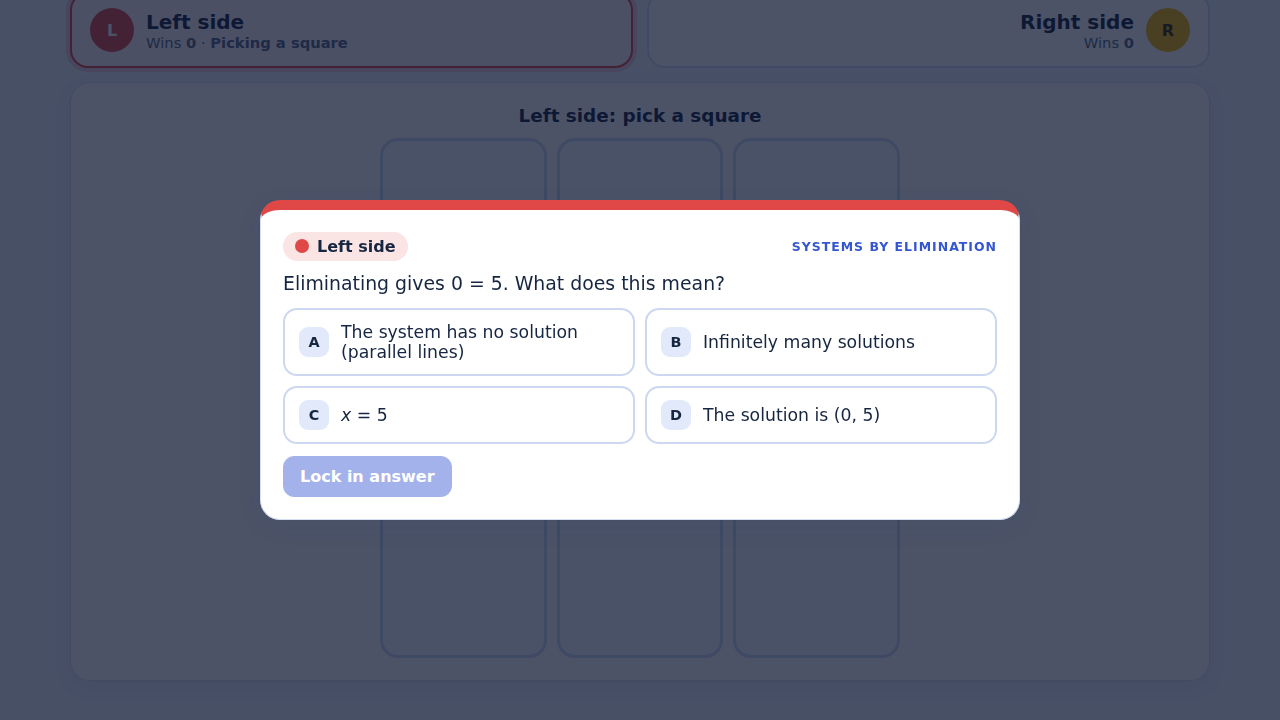 L
Left side
Wins 0 · Picking a square
Right side
Wins 0
R
Left side: pick a square
Left side
SYSTEMS BY ELIMINATION
Eliminating gives 0 = 5. What does this mean?
A
The system has no solution
(parallel lines)
B
Infinitely many solutions
C
x = 5
D
The solution is (0, 5)
Lock in answer